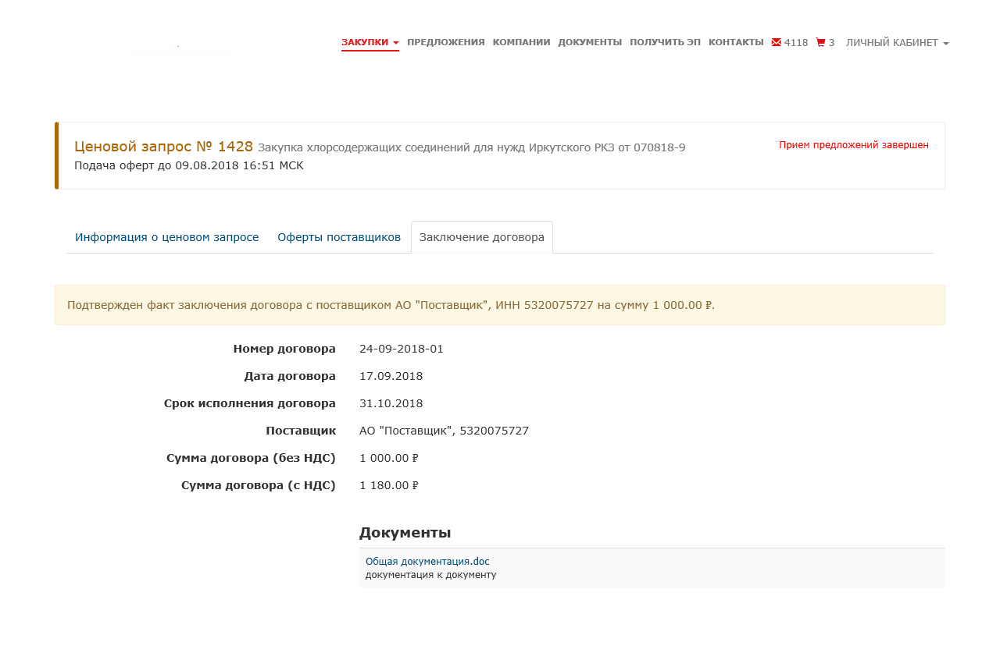 ЗАКУПКИ ПРЕДЛОЖЕНИЯ КОМПАНИИ ДОКУМЕНТЫ ПОЛУЧИТЬ ЭП КОНТАКТЫ 4118 3 ЛИЧНЫЙ КАБИНЕТ
Ценовой запрос № 1428 Закупка хлорсодержащих соединений для нужд Иркутского РКЗ от 070818-9 Прием предложений завершен
Подача оферт до 09.08.2018 16:51 МСК
Информация о ценовом запросе Оферты поставщиков Заключение договора
Подтвержден факт заключения договора с поставщиком АО "Поставщик", ИНН 5320075727 на сумму 1 000.00 ₽.
Номер договора 24-09-2018-01
Дата договора 17.09.2018
Срок исполнения договора 31.10.2018
Поставщик АО "Поставщик", 5320075727
Сумма договора (без НДС) 1 000.00 ₽
Сумма договора (с НДС) 1 180.00 ₽
Документы
Общая документация.doc
документация к документу